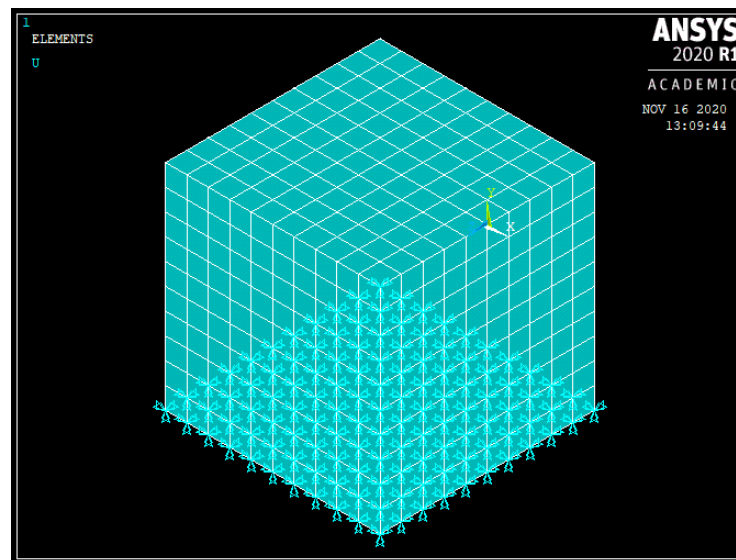 1
ELEMENTS
U
ANSYS
2020 R1
ACADEMIC
NOV 16 2020
13:09:44
Y
X